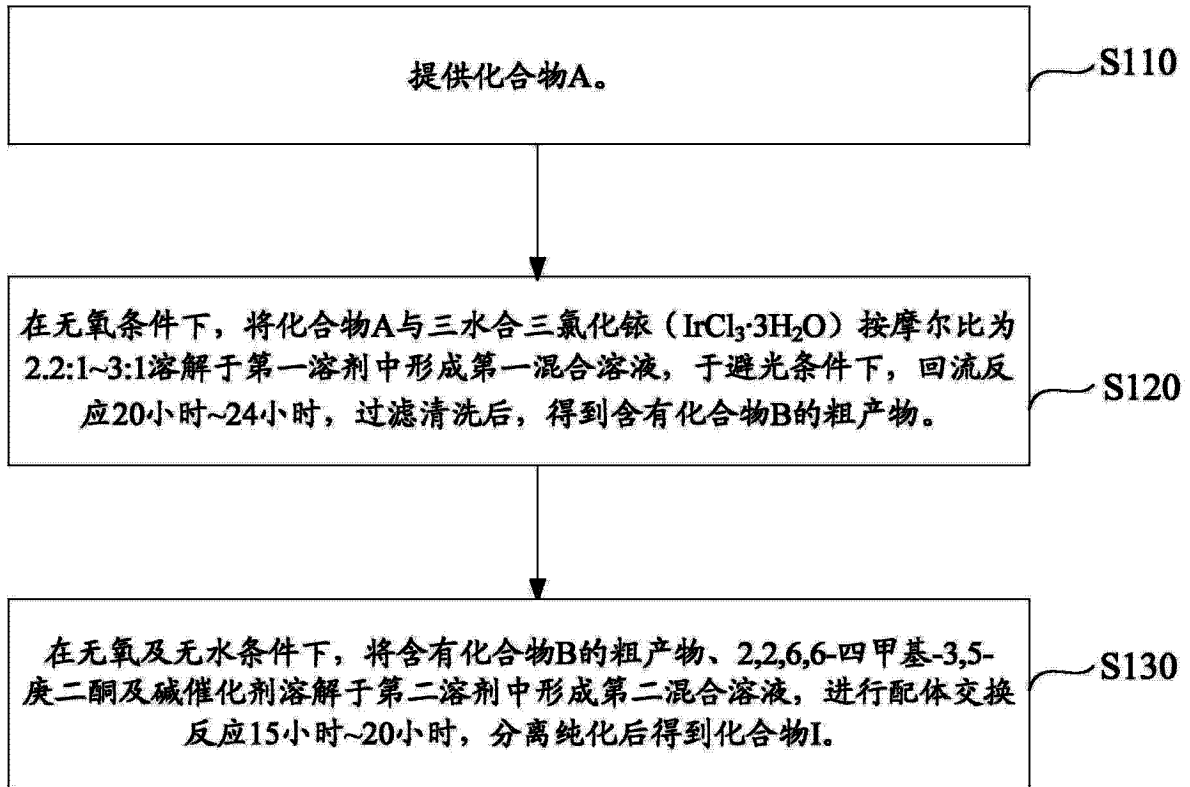 提供化合物A。
S110
在无氧条件下，将化合物A与三水合三氯化铱（IrCl₃·3H₂O）按摩尔比为
2.2:1~3:1溶解于第一溶剂中形成第一混合溶液，于避光条件下，回流反
应20小时~24小时，过滤清洗后，得到含有化合物B的粗产物。
S120
在无氧及无水条件下，将含有化合物B的粗产物、2,2,6,6-四甲基-3,5-
庚二酮及碱催化剂溶解于第二溶剂中形成第二混合溶液，进行配体交换
反应15小时~20小时，分离纯化后得到化合物I。
S130